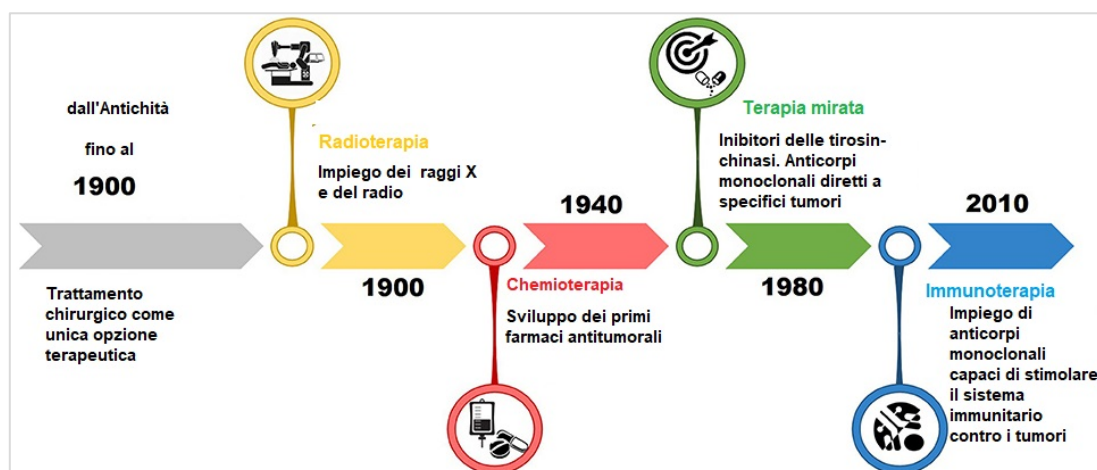 dall'Antichità
fino al
1900
Trattamento
chirurgico come
unica opzione
terapeutica
Radioterapia
Impiego dei raggi X
e del radio
1900
1940
Chemioterapia
Sviluppo dei primi
farmaci antitumorali
Terapia mirata
Inibitori delle tirosin-
chinasi. Anticorpi
monoclonali diretti a
specifici tumori
1980
2010
Immunoterapia
Impiego di
anticorpi
monoclonali
capaci di stimolare
il sistema
immunitario
contro i tumori